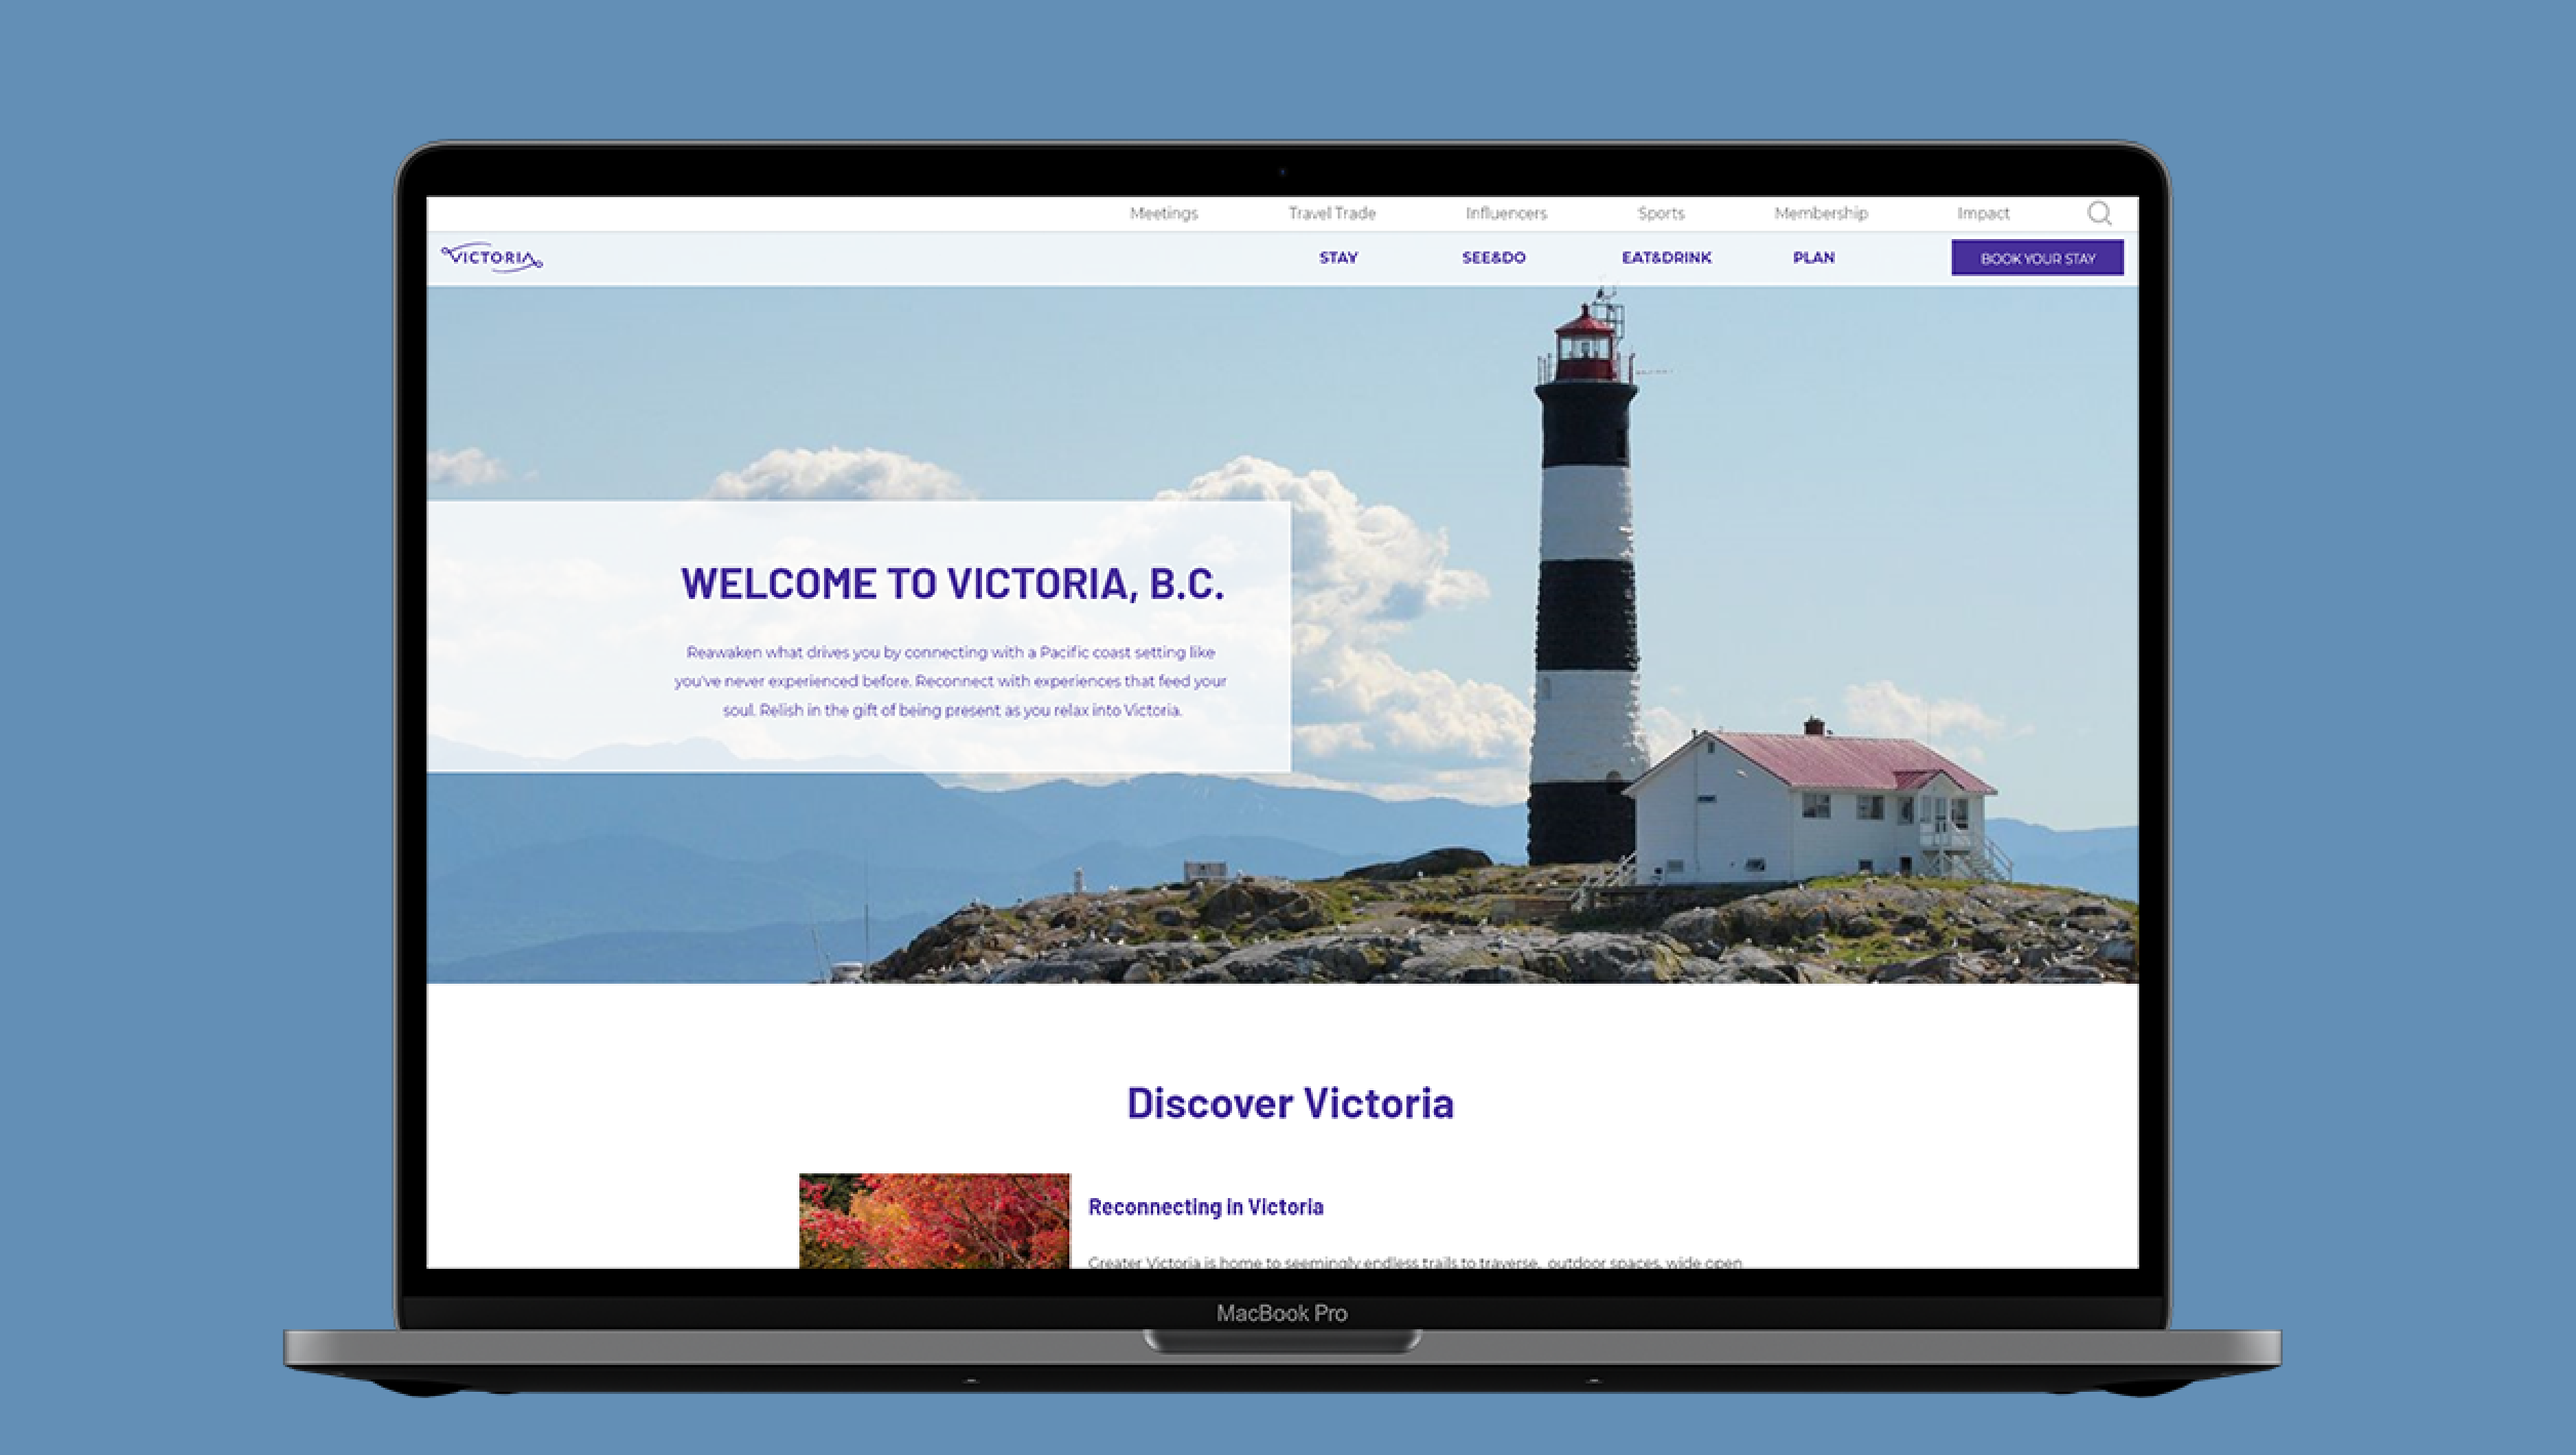 Meetings Travel Trade Influencers Sports Membership Impact
VICTORIA STAY SEE&DO EAT&DRINK PLAN BOOK YOUR STAY
WELCOME TO VICTORIA, B.C.
Reawaken what drives you by connecting with a Pacific coast setting like
you've never experienced before. Reconnect with experiences that feed your
soul. Relish in the gift of being present as you relax into Victoria.
Discover Victoria
Reconnecting in Victoria
Greater Victoria is home to seemingly endless trails to traverse, outdoor spaces, wide open
MacBook Pro